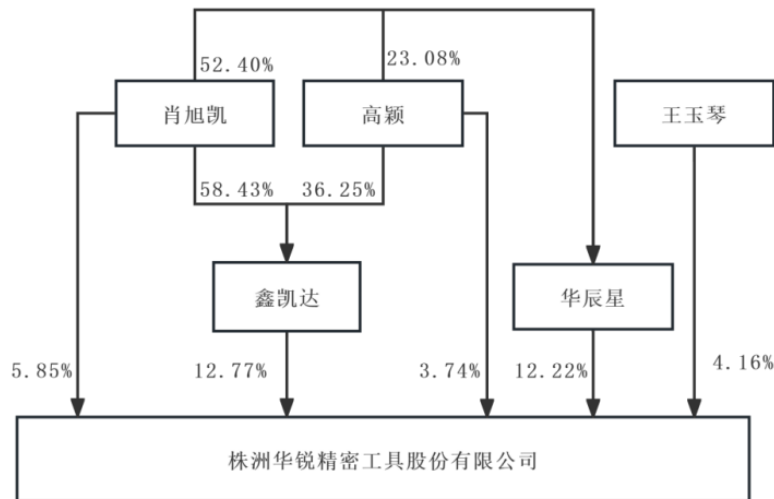 52.40%
23.08%
肖旭凯
高颖
王玉琴
58.43%
36.25%
鑫凯达
华辰星
5.85%
12.77%
3.74%
12.22%
4.16%
株洲华锐精密工具股份有限公司